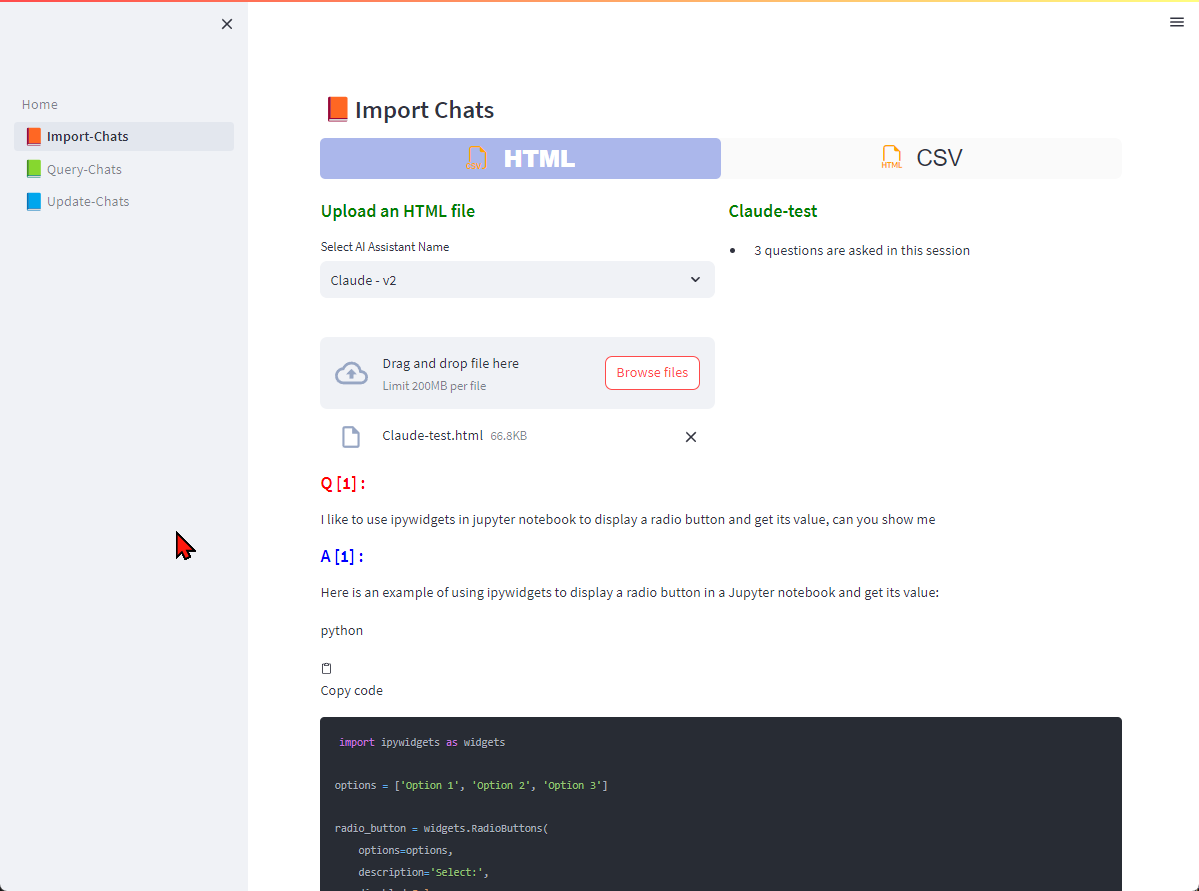 Home
Import-Chats
Query-Chats
Update-Chats
Import Chats
CSV HTML
HTML CSV
Upload an HTML file
Select AI Assistant Name
Claude - v2
Drag and drop file here
Limit 200MB per file
Browse files
Claude-test.html 66.8KB
Claude-test
3 questions are asked in this session
Q [1] :
I like to use ipywidgets in jupyter notebook to display a radio button and get its value, can you show me
A [1] :
Here is an example of using ipywidgets to display a radio button in a Jupyter notebook and get its value:
python
Copy code
import ipywidgets as widgets
options = ['Option 1', 'Option 2', 'Option 3']
radio_button = widgets.RadioButtons(
options=options,
description='Select:',